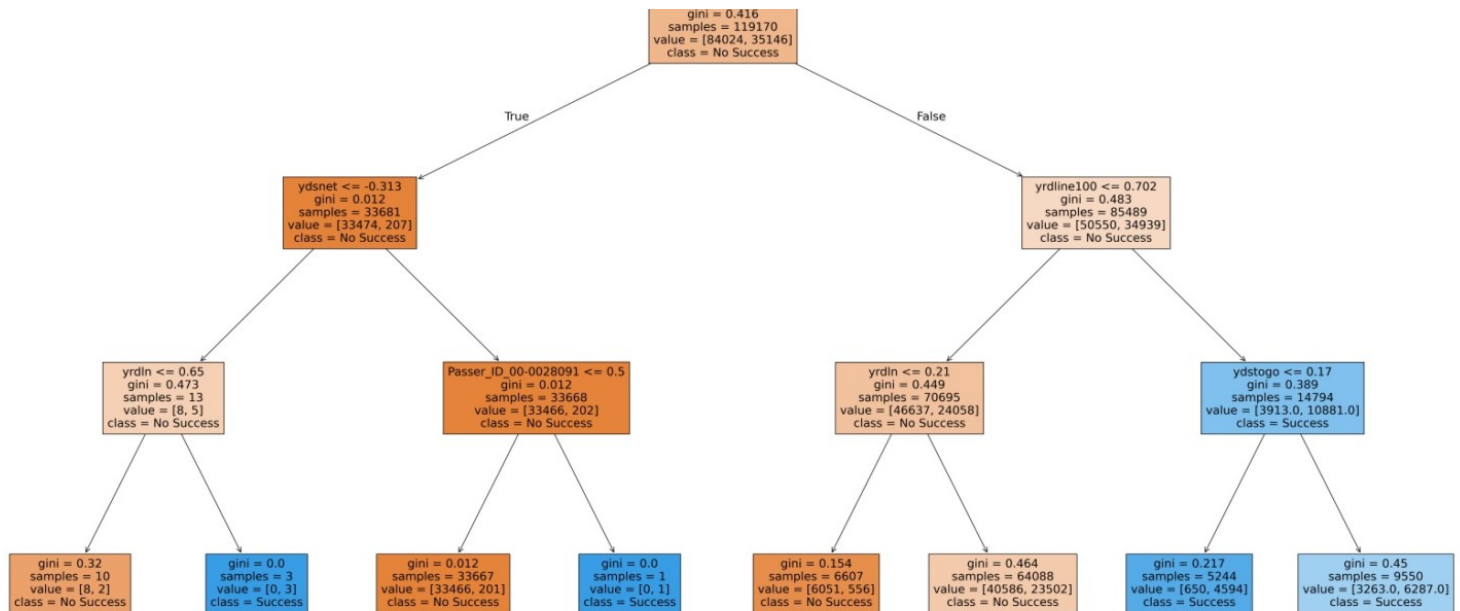 gini = 0.416
samples = 119170
value = [84024, 35146]
class = No Success
True
False
ydsnet <= -0.313
gini = 0.012
samples = 33681
value = [33474, 207]
class = No Success
yrdline100 <= 0.702
gini = 0.483
samples = 85489
value = [50550, 34939]
class = No Success
yrdln <= 0.65
gini = 0.473
samples = 13
value = [8, 5]
class = No Success
Passer_ID_00-0028091 <= 0.5
gini = 0.012
samples = 33668
value = [33466, 202]
class = No Success
yrdln <= 0.21
gini = 0.449
samples = 70695
value = [46637, 24058]
class = No Success
ydstogo <= 0.17
gini = 0.389
samples = 14794
value = [3913.0, 10881.0]
class = Success
gini = 0.32
samples = 10
value = [8, 2]
class = No Success
gini = 0.0
samples = 3
value = [0, 3]
class = Success
gini = 0.012
samples = 33667
value = [33466, 201]
class = No Success
gini = 0.0
samples = 1
value = [0, 1]
class = Success
gini = 0.154
samples = 6607
value = [6051, 556]
class = No Success
gini = 0.464
samples = 64088
value = [40586, 23502]
class = No Success
gini = 0.217
samples = 5244
value = [650, 4594]
class = Success
gini = 0.45
samples = 9550
value = [3263.0, 6287.0]
class = Success